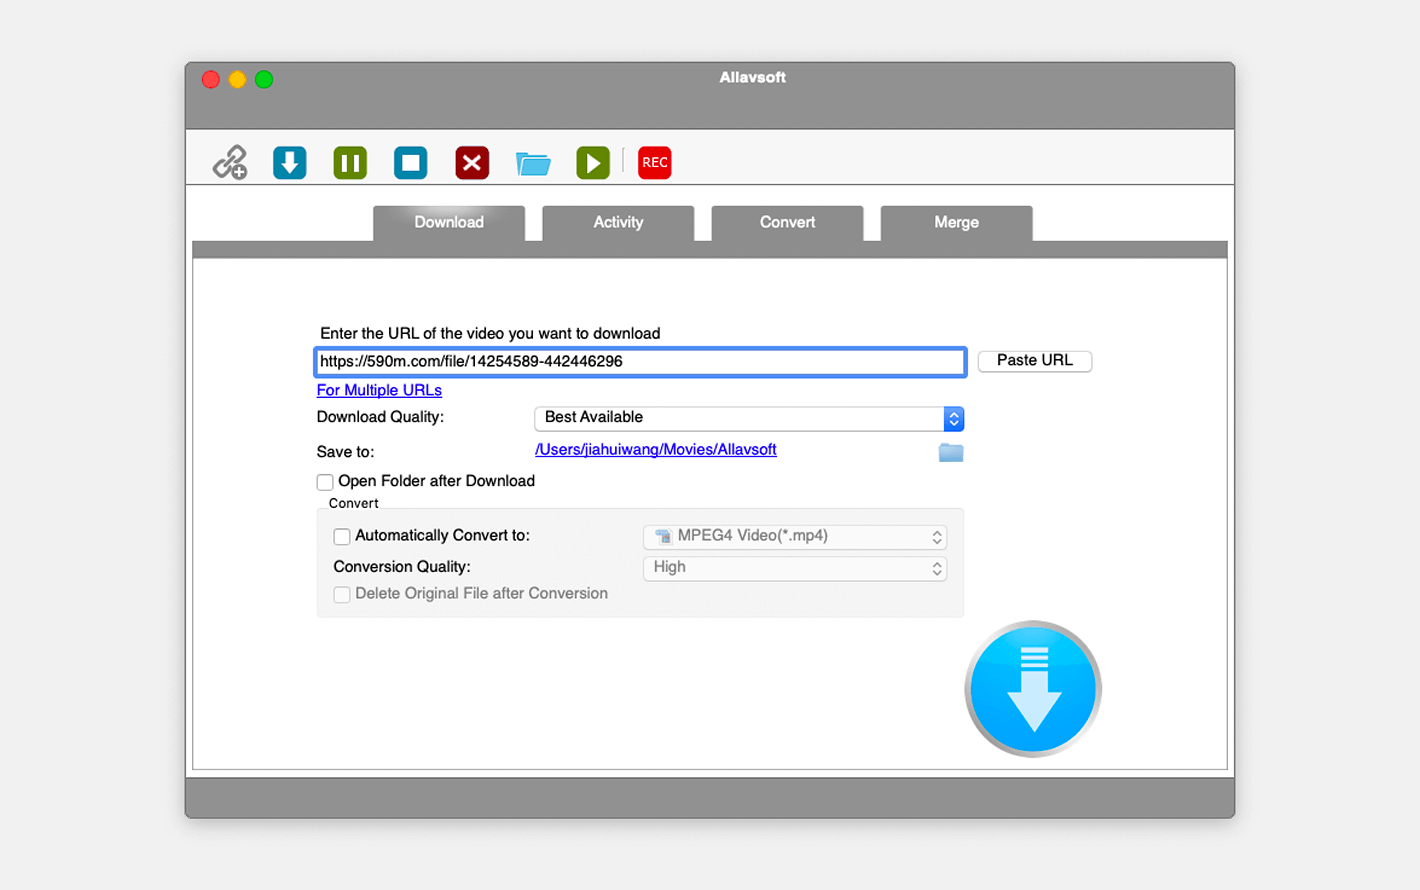 Allavsoft
REC
Download
Activity
Convert
Merge
Enter the URL of the video you want to download
https://590m.com/file/14254589-442446296
Paste URL
For Multiple URLs
Download Quality:
Best Available
Save to:
/Users/jiahuiwang/Movies/Allavsoft
Open Folder after Download
Convert
Automatically Convert to:
MPEG4 Video(*.mp4)
Conversion Quality:
High
Delete Original File after Conversion